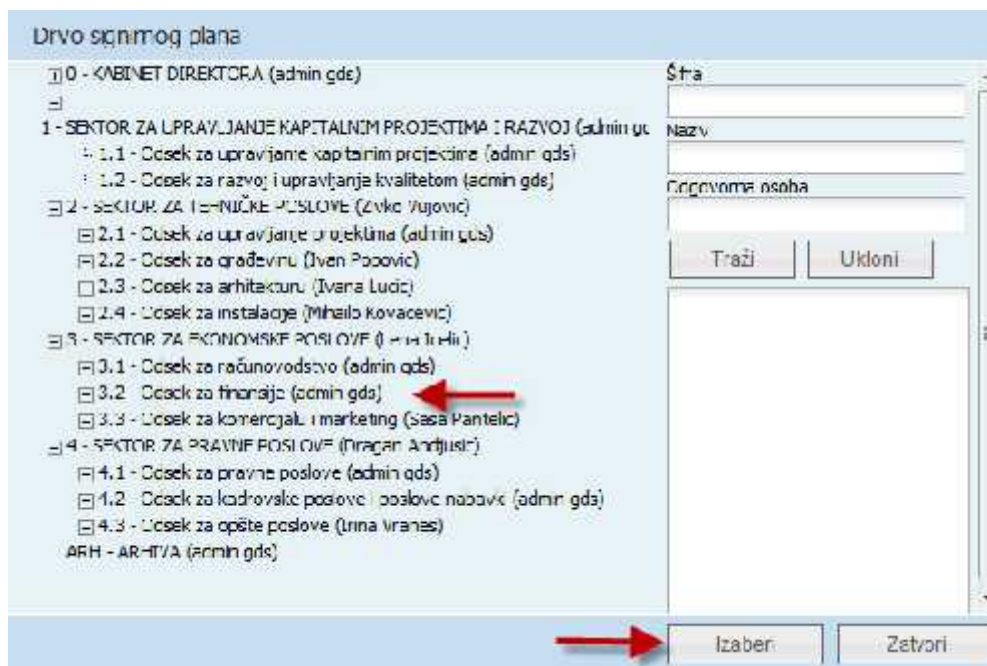 Drvo signirnog plana
0 - KABINET DIREKTORA (admin gds)
1 - SEKTOR ZA UPRAVLJANJE KAPITALNIM PROJEKTIMA I RAZVOJ (admin gd
1.1 - Odsek za upravljanje kapitalnim projektima (admin gds)
1.2 - Odsek za razvoj i upravljanje kvalitetom (admin gds)
2 - SEKTOR ZA TEHNIČKE POSLOVE (Zivko Vujovic)
2.1 - Odsek za upravljanje projektima (admin gds)
2.2 - Odsek za građevinu (Ivan Popovic)
2.3 - Odsek za arhitekturu (Ivana Lucic)
2.4 - Odsek za instalacije (Mihailo Kovacevic)
3 - SEKTOR ZA EKONOMSKE POSLOVE
3.1 - Odsek za računovodstvo (admin gds)
3.2 - Odsek za finansije (admin gds)
3.3 - Odsek za komercijalu i marketing (Sasa Pantelic)
4 - SEKTOR ZA PRAVNE POSLOVE (Dragan Andjusic)
4.1 - Odsek za pravne poslove (admin gds)
4.2 - Odsek za kadrovske poslove i poslove nabavki (admin gds)
4.3 - Odsek za opšte poslove (Irina Vranes)
ARH - ARHIVA (admin gds)
Šifra
Naziv
Odgovorna osoba
Traži
Ukloni
Izaberi
Zatvori